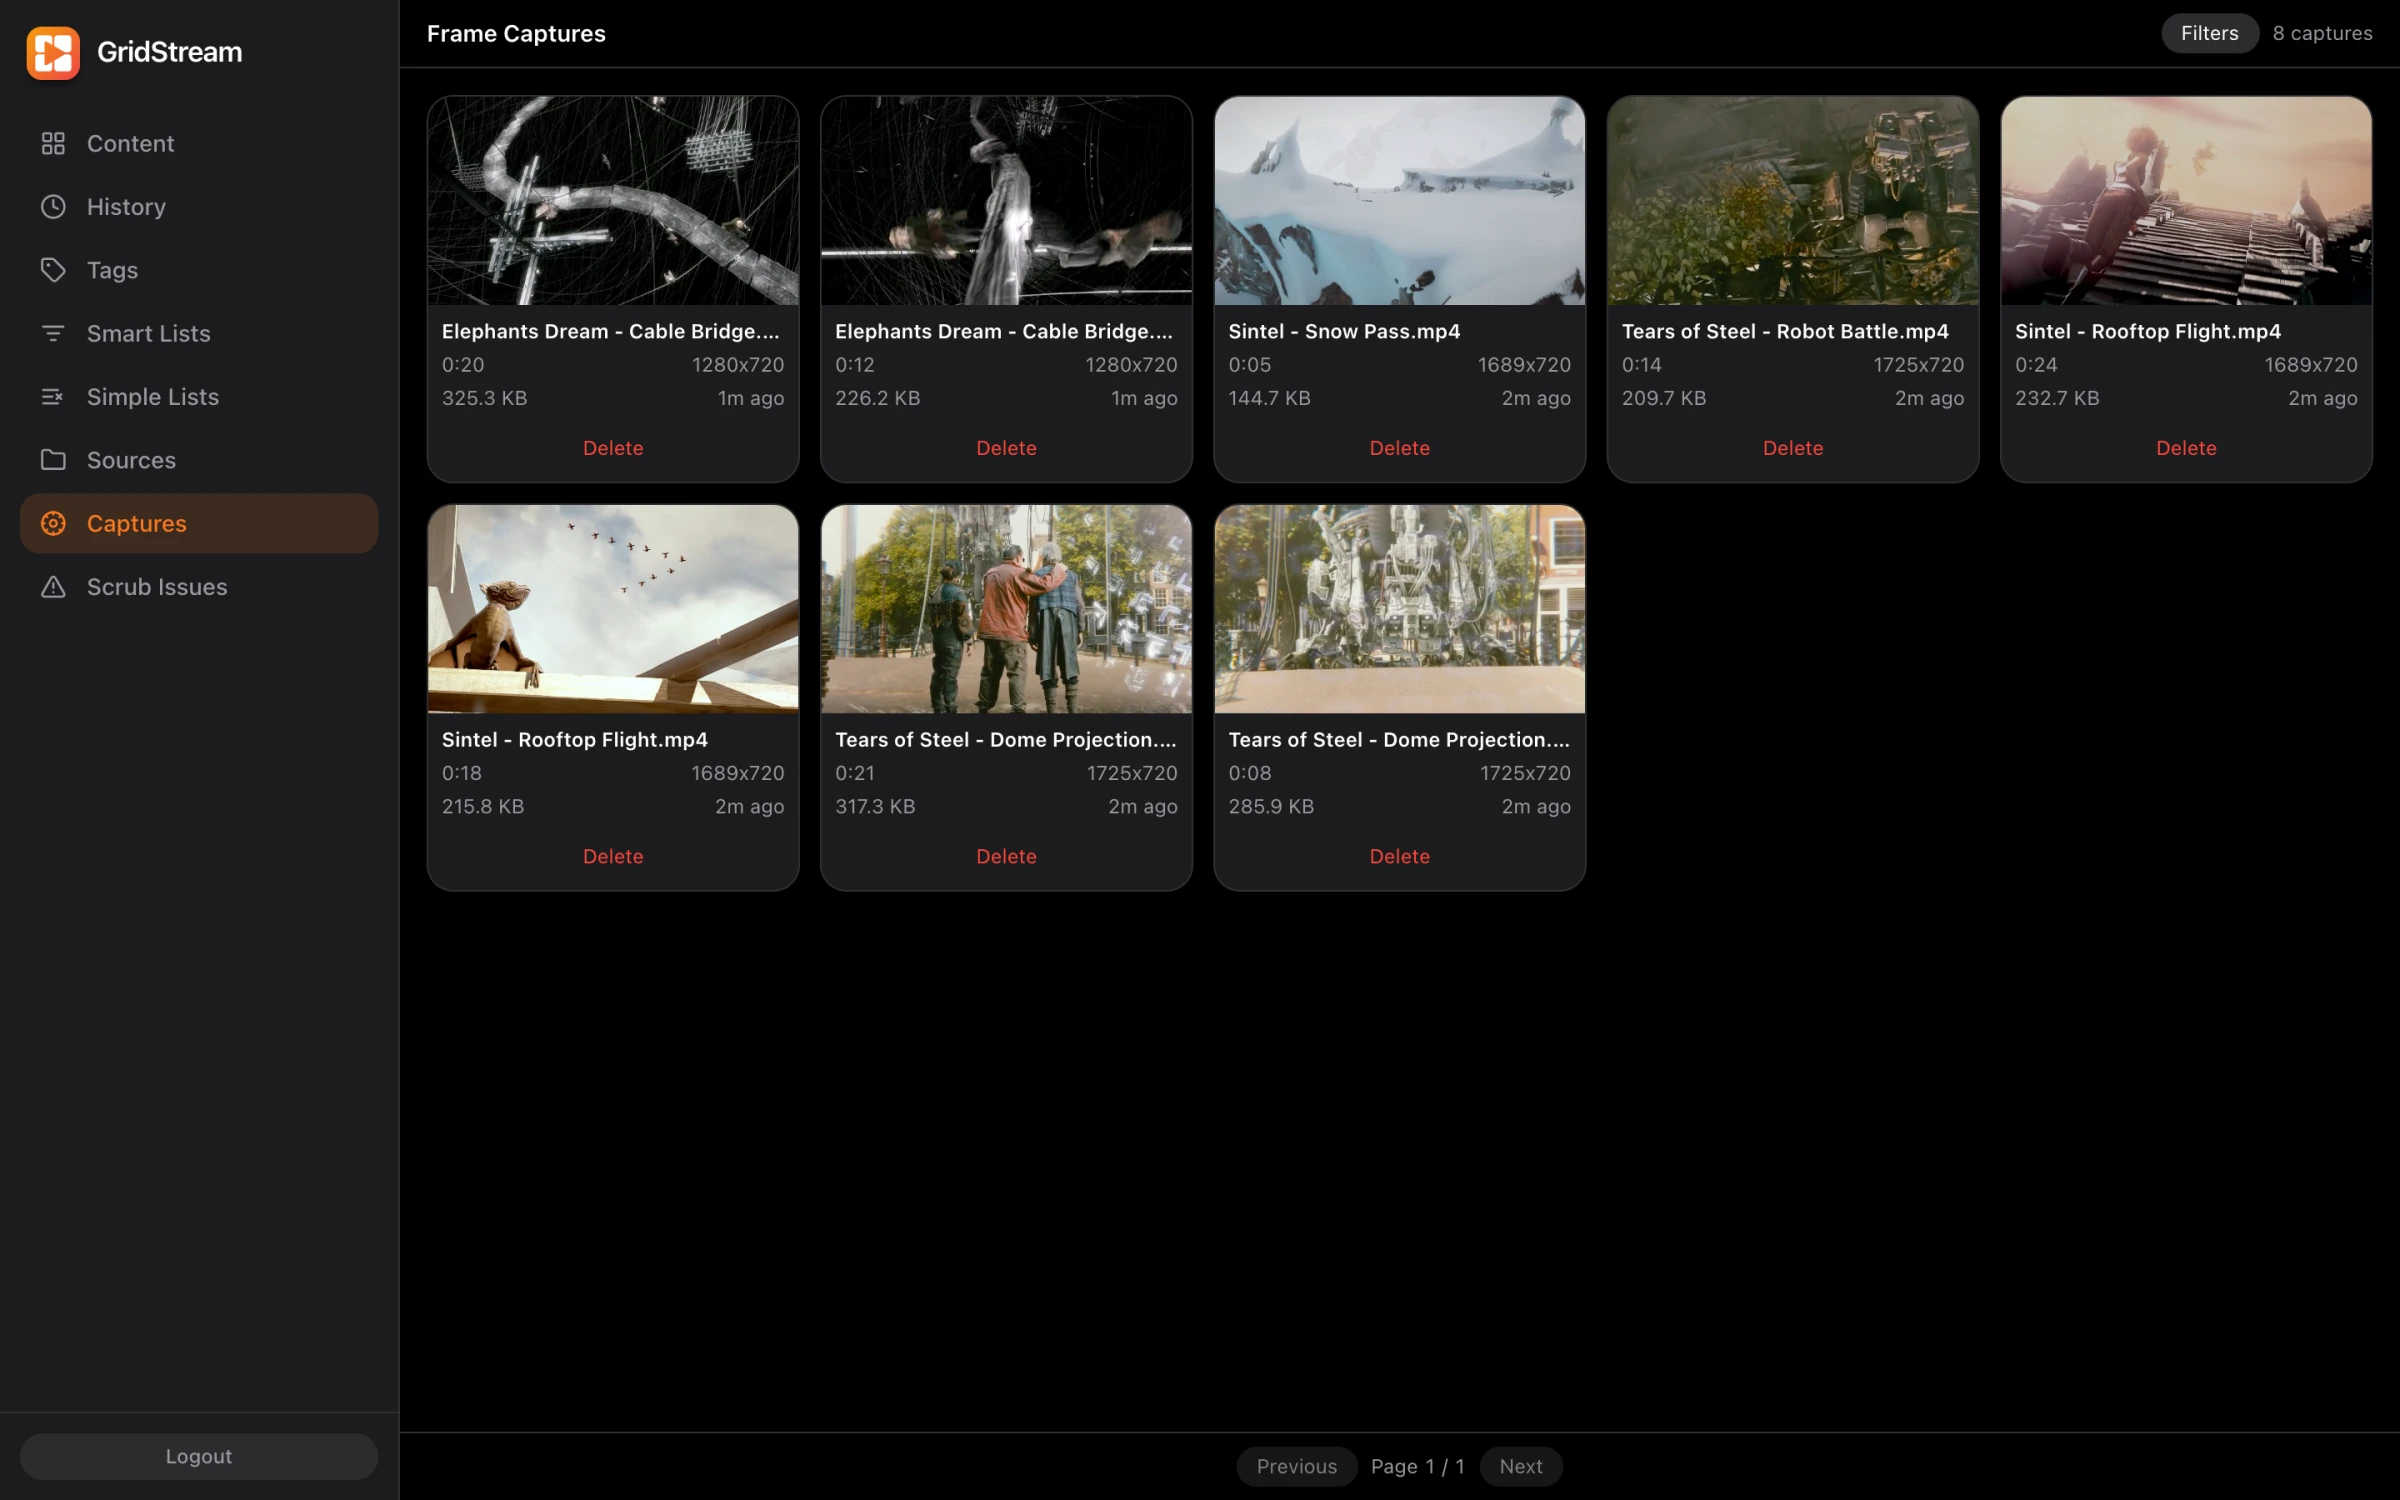 GridStream
Content
History
Tags
Smart Lists
Simple Lists
Sources
Captures
Scrub Issues
Logout
Frame Captures
Filters
8 captures
Elephants Dream - Cable Bridge....
0:20 1280x720
325.3 KB 1m ago
Delete
Elephants Dream - Cable Bridge....
0:12 1280x720
226.2 KB 1m ago
Delete
Sintel - Snow Pass.mp4
0:05 1689x720
144.7 KB 2m ago
Delete
Tears of Steel - Robot Battle.mp4
0:14 1725x720
209.7 KB 2m ago
Delete
Sintel - Rooftop Flight.mp4
0:24 1689x720
232.7 KB 2m ago
Delete
Sintel - Rooftop Flight.mp4
0:18 1689x720
215.8 KB 2m ago
Delete
Tears of Steel - Dome Projection....
0:21 1725x720
317.3 KB 2m ago
Delete
Tears of Steel - Dome Projection....
0:08 1725x720
285.9 KB 2m ago
Delete
Previous Page 1 / 1 Next